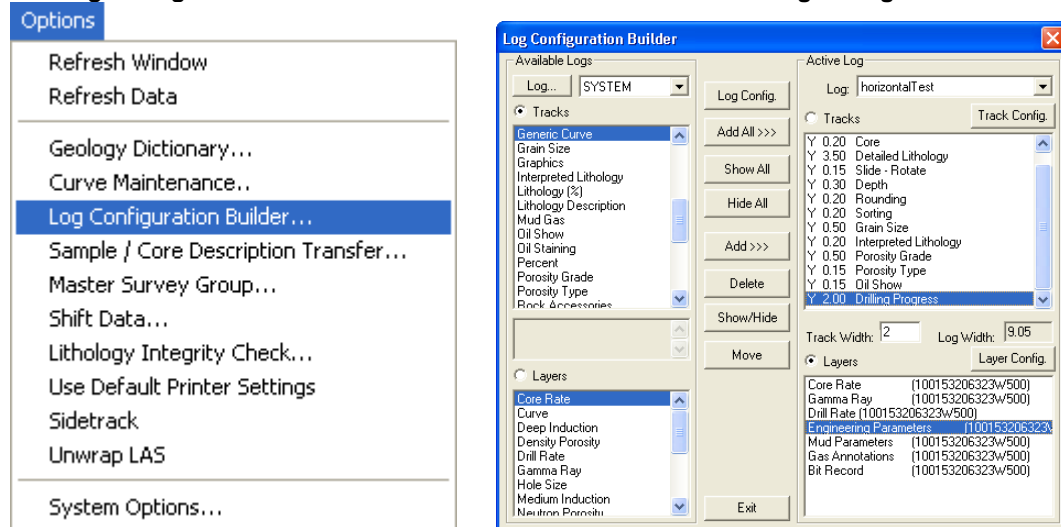 Options
Refresh Window
Refresh Data
Geology Dictionary...
Curve Maintenance..
Log Configuration Builder...
Sample / Core Description Transfer...
Master Survey Group...
Shift Data...
Lithology Integrity Check...
Use Default Printer Settings
Sidetrack
Unwrap LAS
System Options...
Log Configuration Builder
Available Logs
Log... SYSTEM
Tracks
Generic Curve
Grain Size
Graphics
Interpreted Lithology
Lithology (%)
Lithology Description
Mud Gas
Oil Show
Oil Staining
Percent
Porosity Grade
Porosity Type
Rock Accessories
Layers
Core Rate
Curve
Deep Induction
Density Porosity
Drill Rate
Gamma Ray
Hole Size
Medium Induction
Neutron Porosity
Log Config.
Add All >>>
Show All
Hide All
Add >>>
Delete
Show/Hide
Move
Exit
Active Log
Log: horizontalTest
Tracks Track Config.
Y 0.20 Core
Y 3.50 Detailed Lithology
Y 0.15 Slide - Rotate
Y 0.30 Depth
Y 0.20 Rounding
Y 0.20 Sorting
Y 0.50 Grain Size
Y 0.20 Interpreted Lithology
Y 0.50 Porosity Grade
Y 0.15 Porosity Type
Y 0.15 Oil Show
Y 2.00 Drilling Progress
Track Width: 2 Log Width: 9.05
Layers Layer Config.
Core Rate (100153206323W500)
Gamma Ray (100153206323W500)
Drill Rate (100153206323W500)
Engineering Parameters (100153206323W
Mud Parameters (100153206323W500)
Gas Annotations (100153206323W500)
Bit Record (100153206323W500)